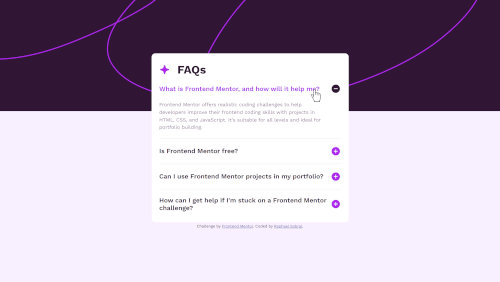 FAQs
What is Frontend Mentor, and how will it help me?
Frontend Mentor offers realistic coding challenges to help
developers improve their frontend coding skills with projects in
HTML, CSS, and JavaScript. It's suitable for all levels and ideal for
portfolio building.
Is Frontend Mentor free?
Can I use Frontend Mentor projects in my portfolio?
How can I get help if I'm stuck on a Frontend Mentor
challenge?
Challenge by Frontend Mentor. Coded by Raphael Sobral.